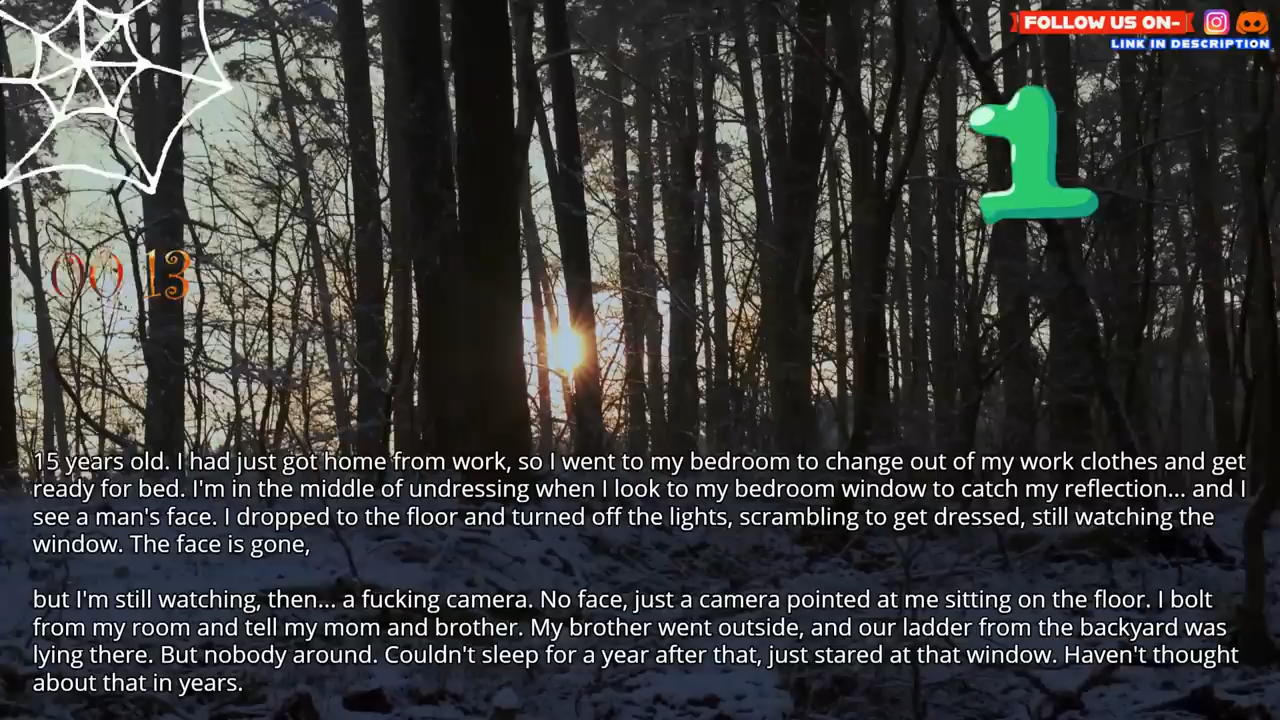 FOLLOW US ON-
LINK IN DESCRIPTION
1
00 13
15 years old. I had just got home from work, so I went to my bedroom to change out of my work clothes and get
ready for bed. I'm in the middle of undressing when I look to my bedroom window to catch my reflection... and I
see a man's face. I dropped to the floor and turned off the lights, scrambling to get dressed, still watching the
window. The face is gone,
but I'm still watching, then... a fucking camera. No face, just a camera pointed at me sitting on the floor. I bolt
from my room and tell my mom and brother. My brother went outside, and our ladder from the backyard was
lying there. But nobody around. Couldn't sleep for a year after that, just stared at that window. Haven't thought
about that in years.